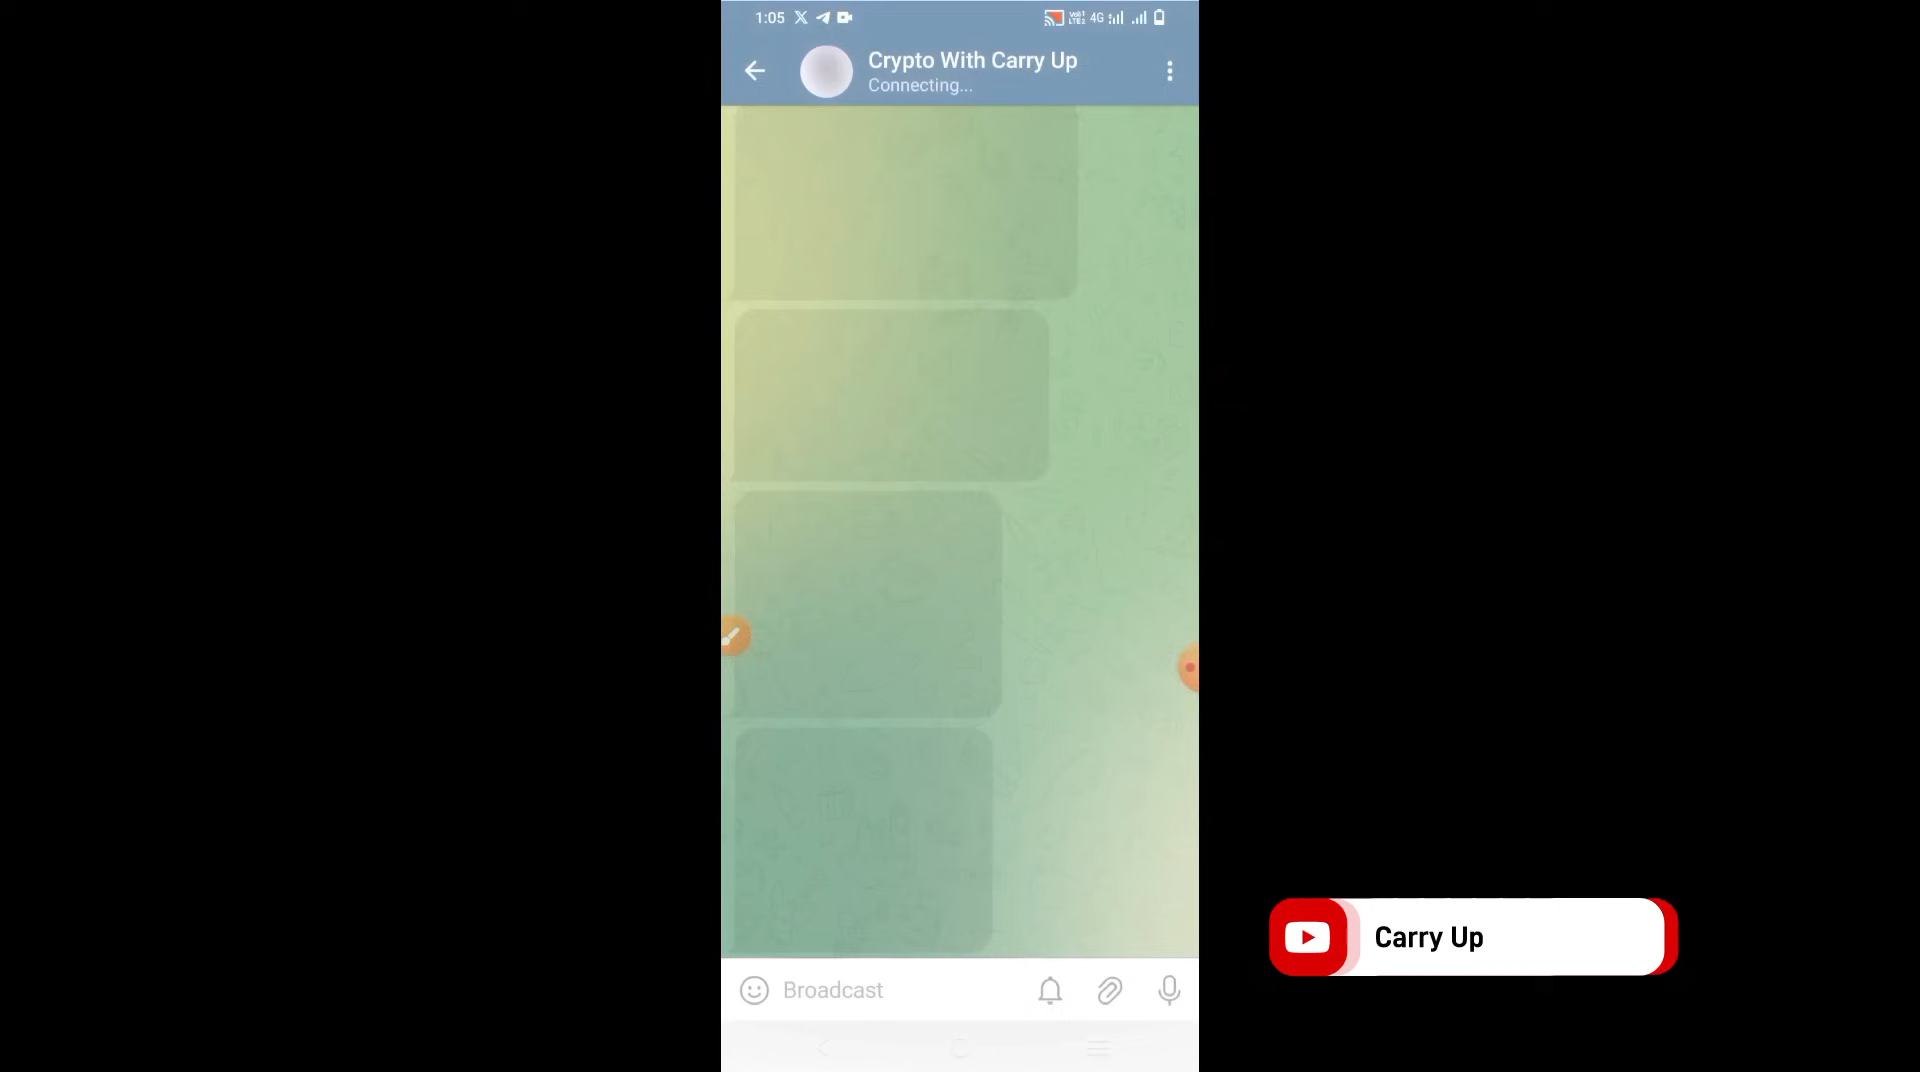 1:05
4G
Crypto With Carry Up
Connecting...
Broadcast
Carry Up